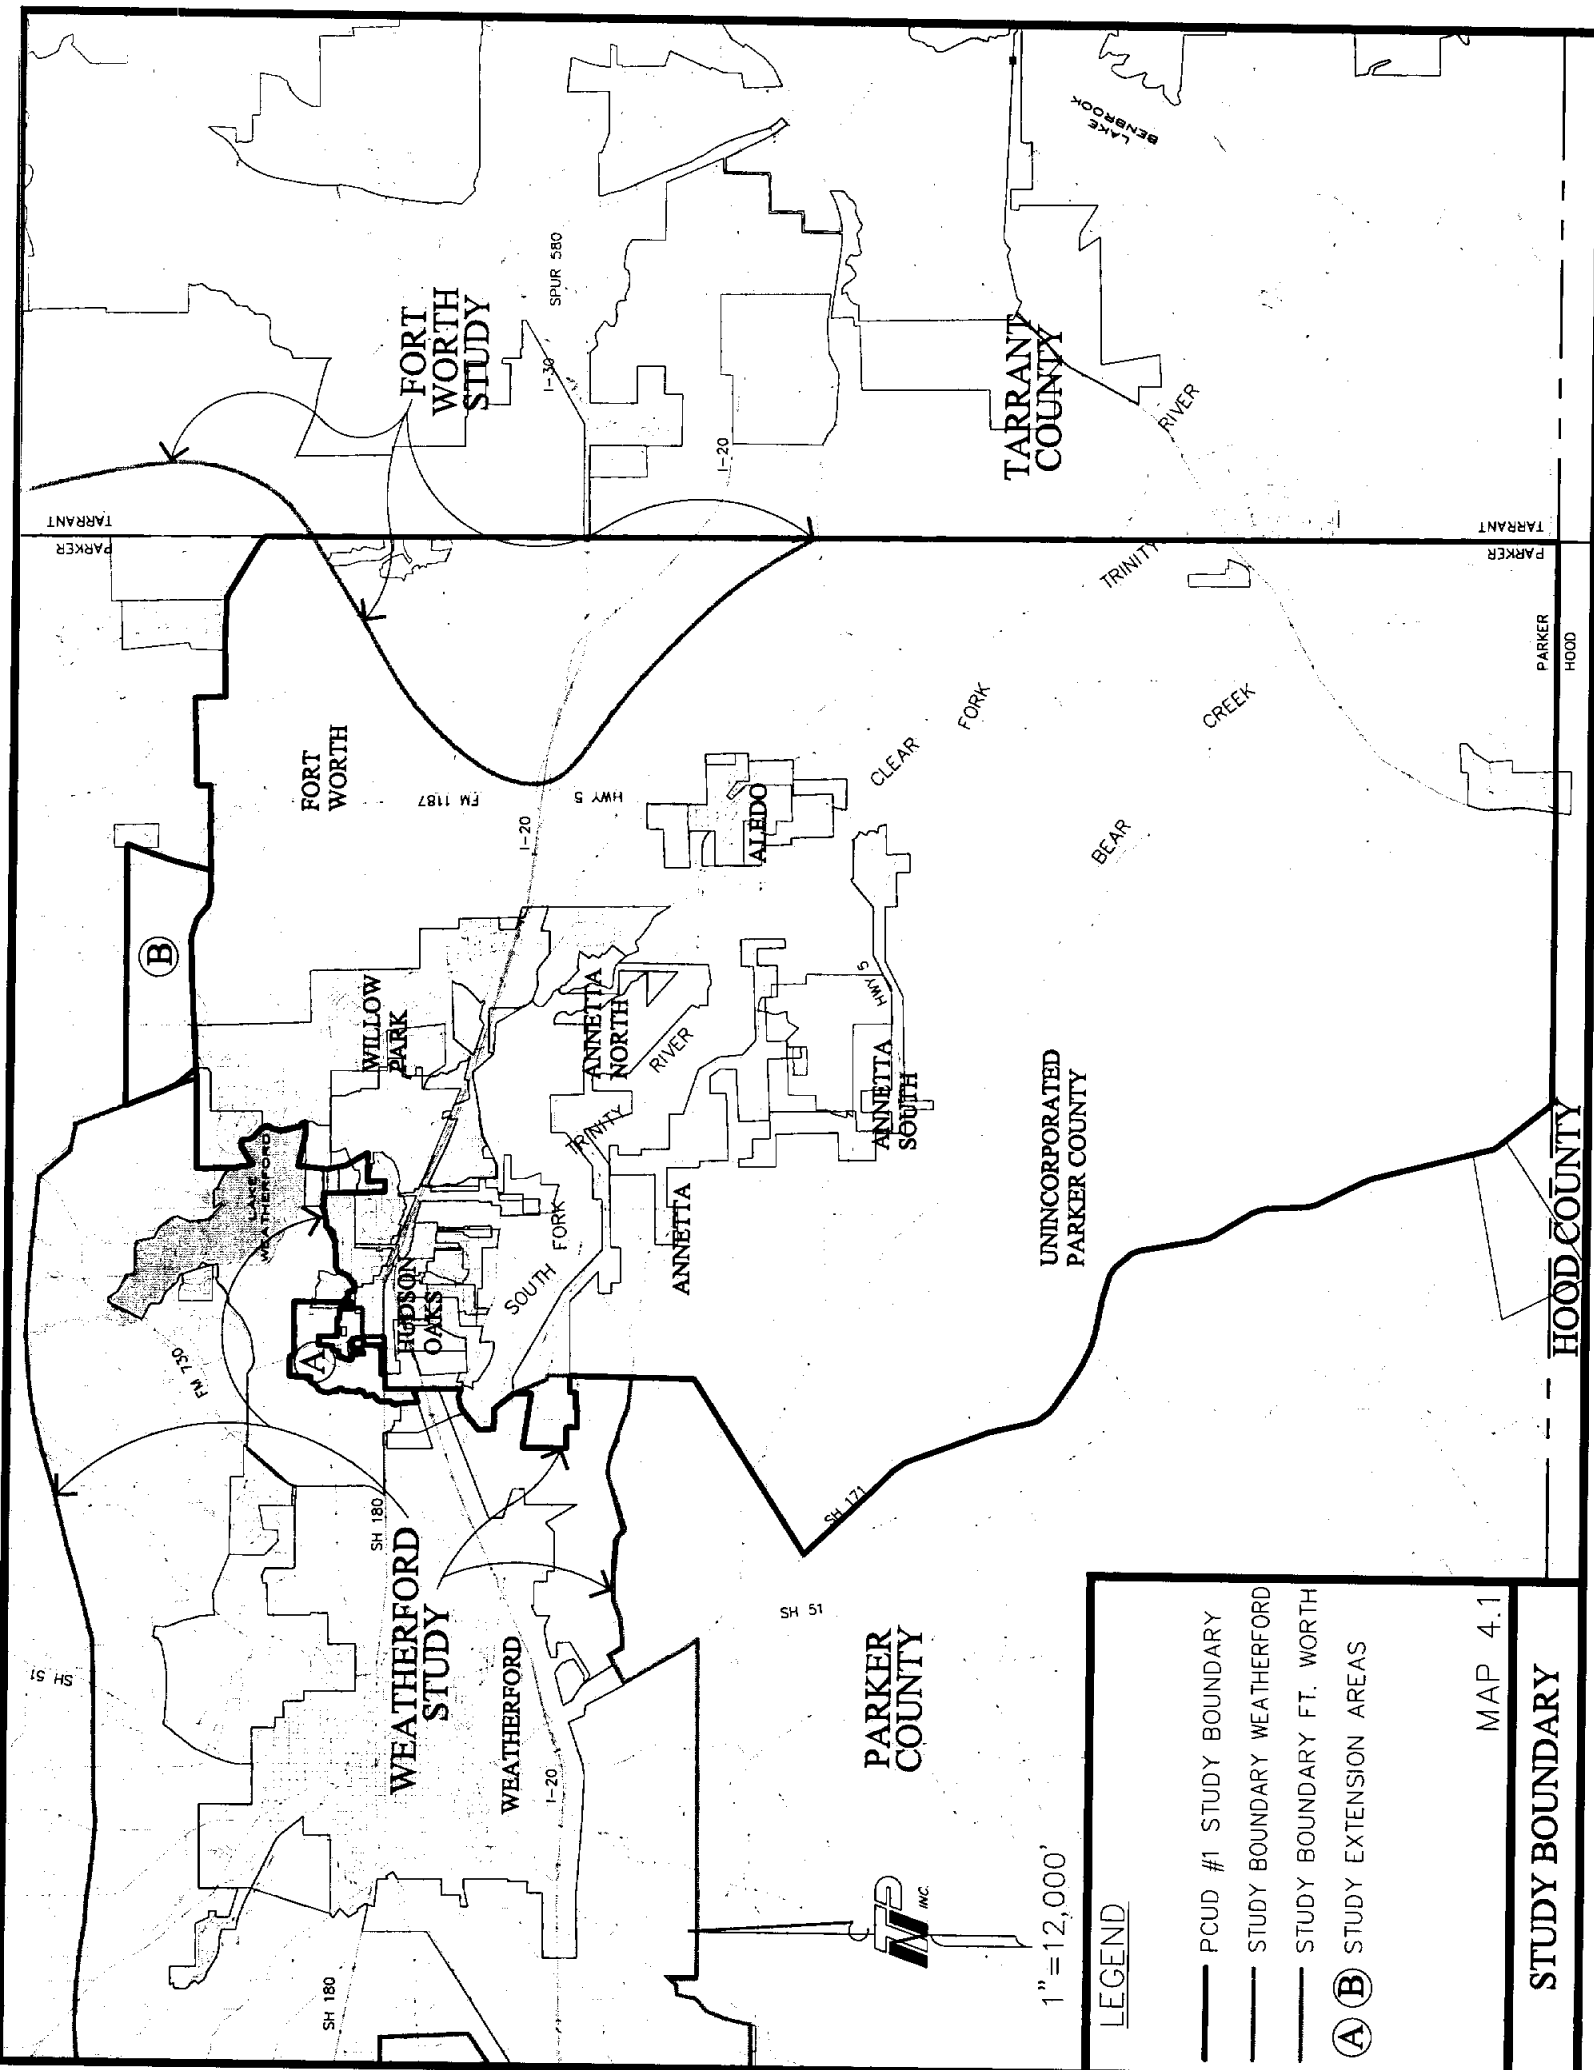 SH 51
SH 180
SH 180
WEATHERFORD
STUDY
WEATHERFORD
I-20
FM 730
LAKE
WEATHERFORD
A
HUDSON
OAKS
SOUTH
FORK
TRINITY
RIVER
ANNETTA
WILLOW
PARK
ANNETTA
NORTH
ANNETTA
SOUTH
HWY 5
B
FORT
WORTH
FM 1187
HWY 5
I-20
ALEDO
CLEAR
FORK
TRINITY
RIVER
BEAR
CREEK
PARKER
TARRANT
FORT
WORTH
STUDY
SPUR 580
I-30
I-20
TARRANT
COUNTY
LAKE
BENBROOK
PARKER
TARRANT
PARKER
HOOD
UNINCORPORATED
PARKER COUNTY
SH 171
SH 51
PARKER
COUNTY
HOOD COUNTY
NTP
INC.
1"=12,000'
LEGEND
PCUD #1 STUDY BOUNDARY
STUDY BOUNDARY WEATHERFORD
STUDY BOUNDARY FT. WORTH
A B STUDY EXTENSION AREAS
MAP 4.1
STUDY BOUNDARY